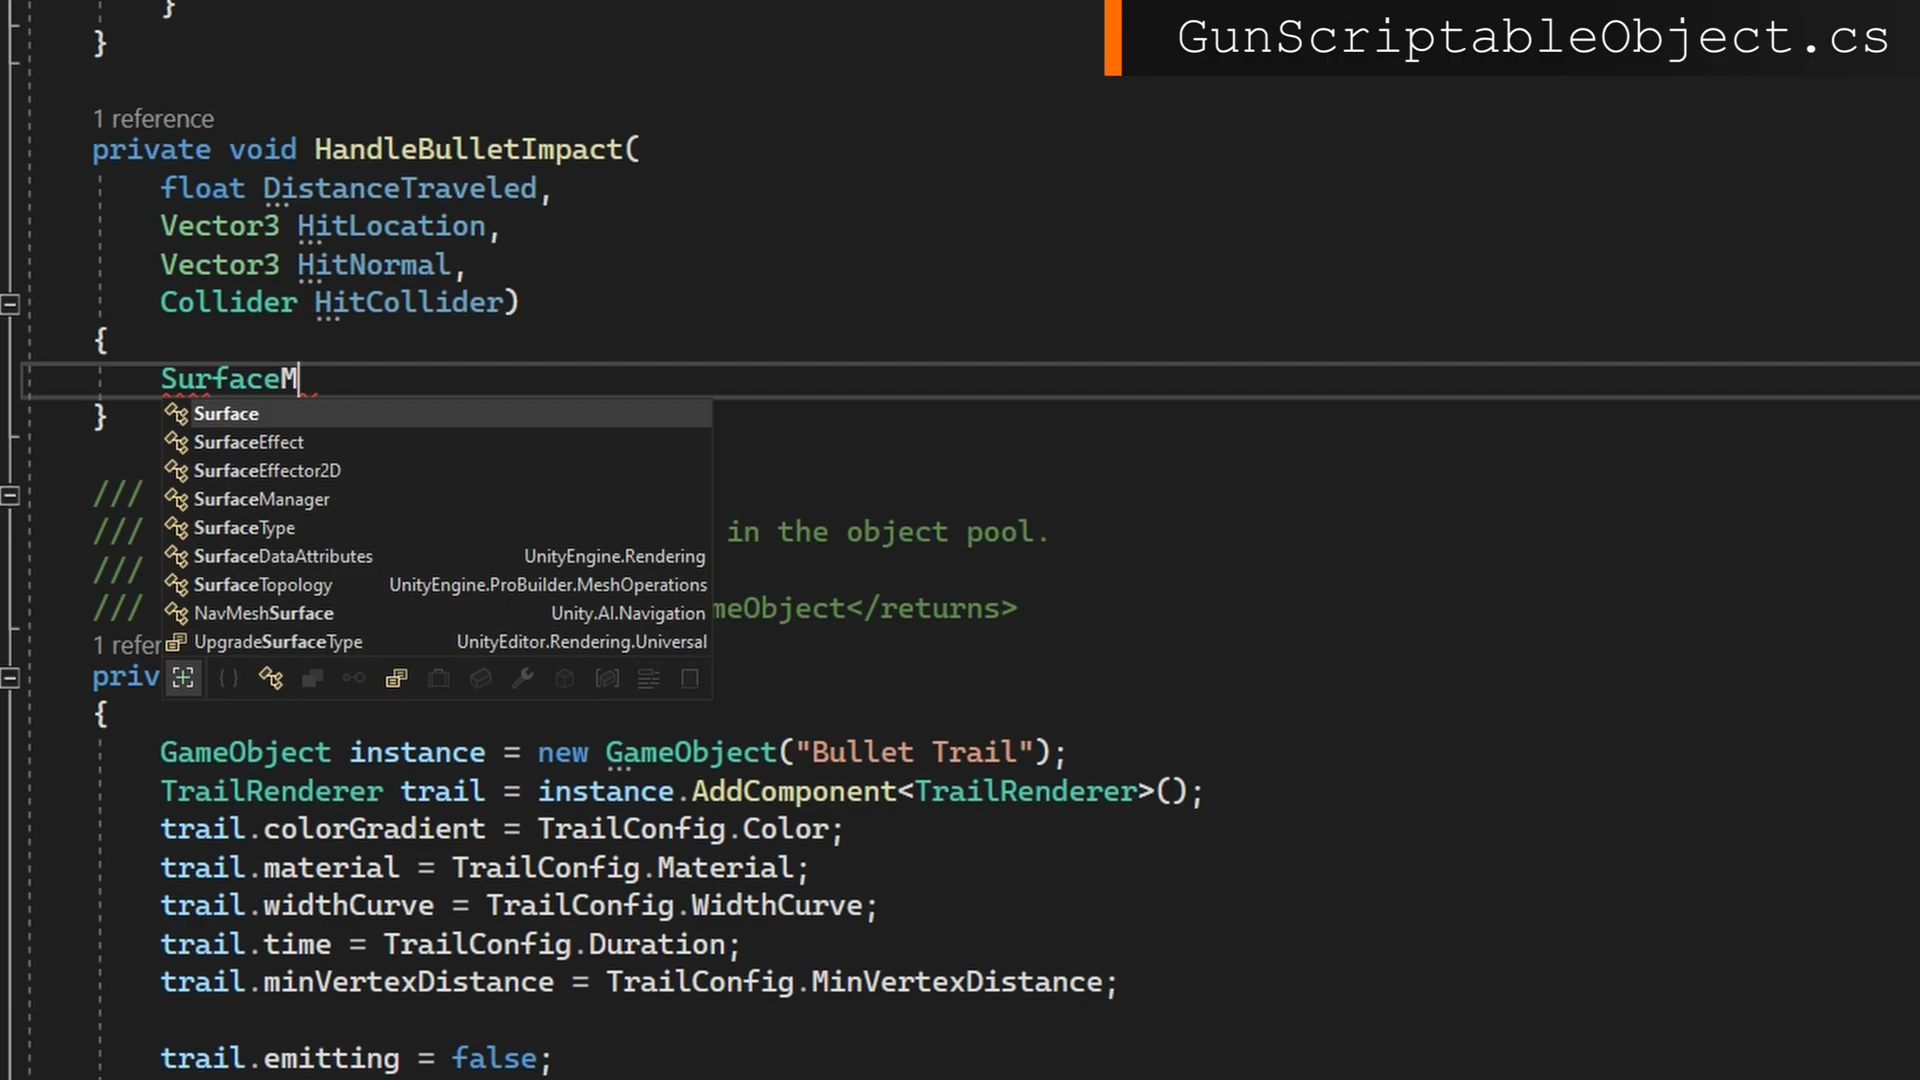 }
GunScriptableObject.cs
}
1 reference
private void HandleBulletImpact(
float DistanceTraveled,
Vector3 HitLocation,
Vector3 HitNormal,
Collider HitCollider)
{
SurfaceM
}
Surface
SurfaceEffect
SurfaceEffector2D
SurfaceManager
SurfaceType
SurfaceDataAttributes UnityEngine.Rendering
SurfaceTopology UnityEngine.ProBuilder.MeshOperations
NavMeshSurface Unity.AI.Navigation
UpgradeSurfaceType UnityEditor.Rendering.Universal
///
/// in the object pool.
///
/// meObject</returns>
1 refer
priv
{
GameObject instance = new GameObject("Bullet Trail");
TrailRenderer trail = instance.AddComponent<TrailRenderer>();
trail.colorGradient = TrailConfig.Color;
trail.material = TrailConfig.Material;
trail.widthCurve = TrailConfig.WidthCurve;
trail.time = TrailConfig.Duration;
trail.minVertexDistance = TrailConfig.MinVertexDistance;
trail.emitting = false;